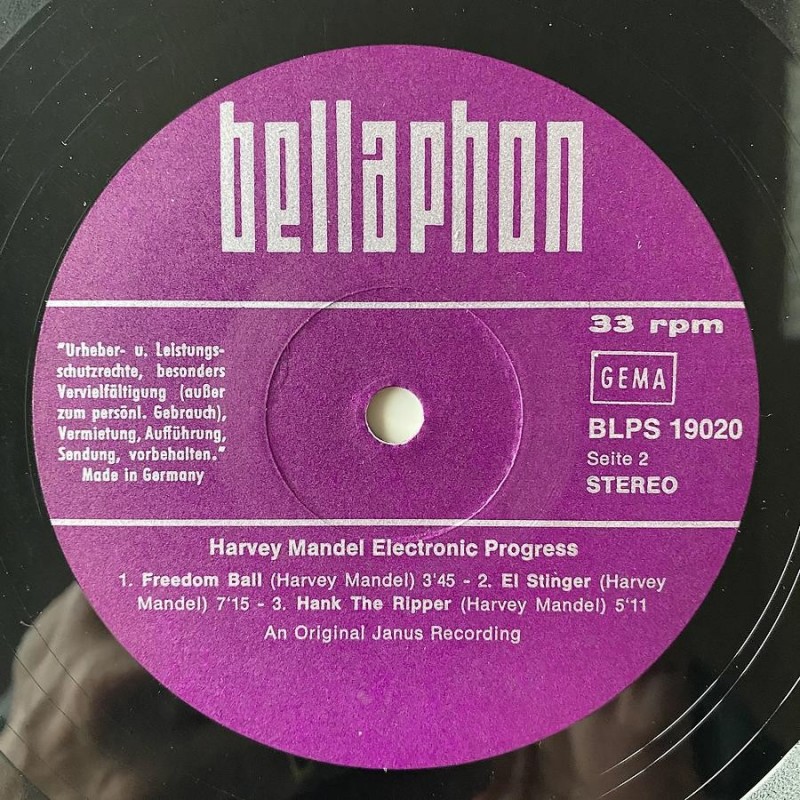 bellaphon
33 rpm
"Urheber- u. Leistungs-
schutzrechte, besonders
Vervielfältigung (außer
zum persönl. Gebrauch),
Vermietung, Aufführung,
Sendung, vorbehalten."
Made in Germany
GEMA
BLPS 19020
Seite 2
STEREO
Harvey Mandel Electronic Progress
1. Freedom Ball (Harvey Mandel) 3'45 - 2. El Stinger (Harvey
Mandel) 7'15 - 3. Hank The Ripper (Harvey Mandel) 5'11
An Original Janus Recording